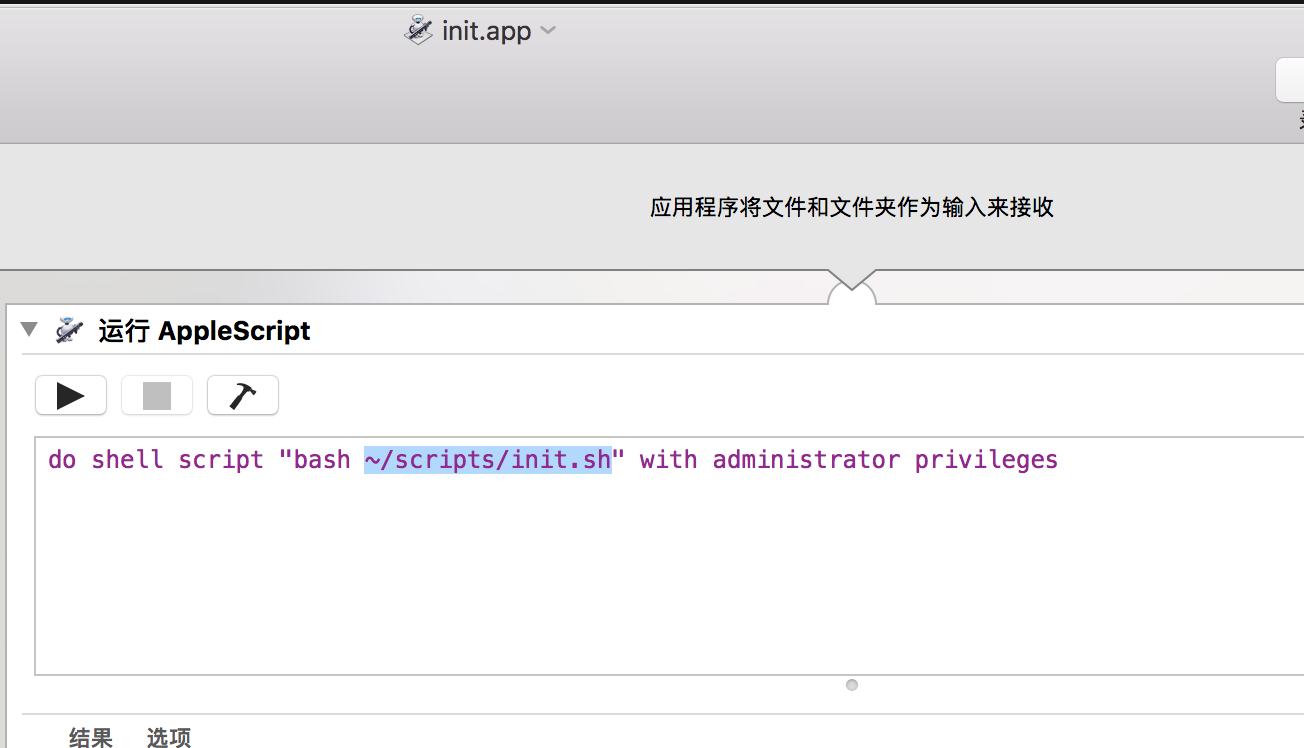 init.app
应用程序将文件和文件夹作为输入来接收
运行 AppleScript
do shell script "bash ~/scripts/init.sh" with administrator privileges
结果 选项